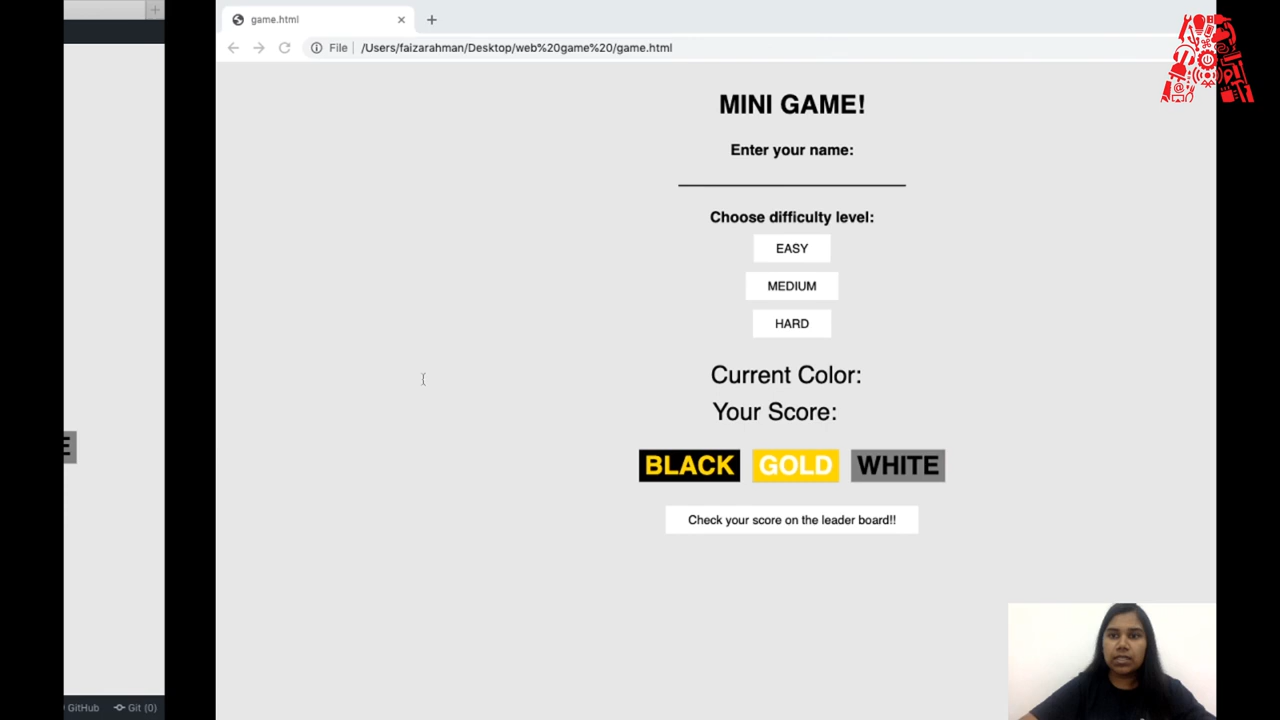 game.html
File
/Users/faizarahman/Desktop/web%20game%20/game.html
MINI GAME!
Enter your name:
Choose difficulty level:
EASY
MEDIUM
HARD
Current Color:
Your Score:
E
BLACK GOLD WHITE
Check your score on the leader board!!
GitHub Git (0)